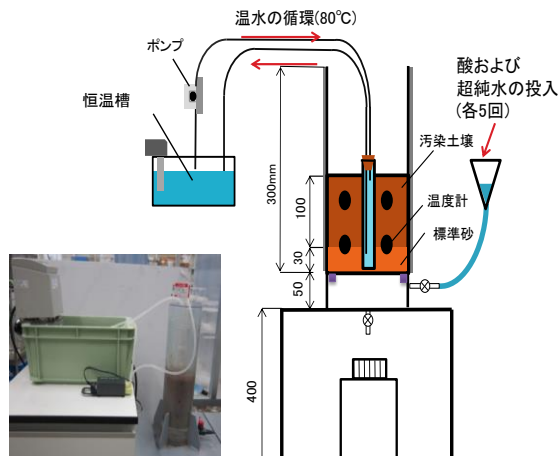 温水の循環(80℃)
ポンプ
恒温槽
酸および
超純水の投入
(各5回)
汚染土壌
温度計
標準砂
300mm
100
30
50
400